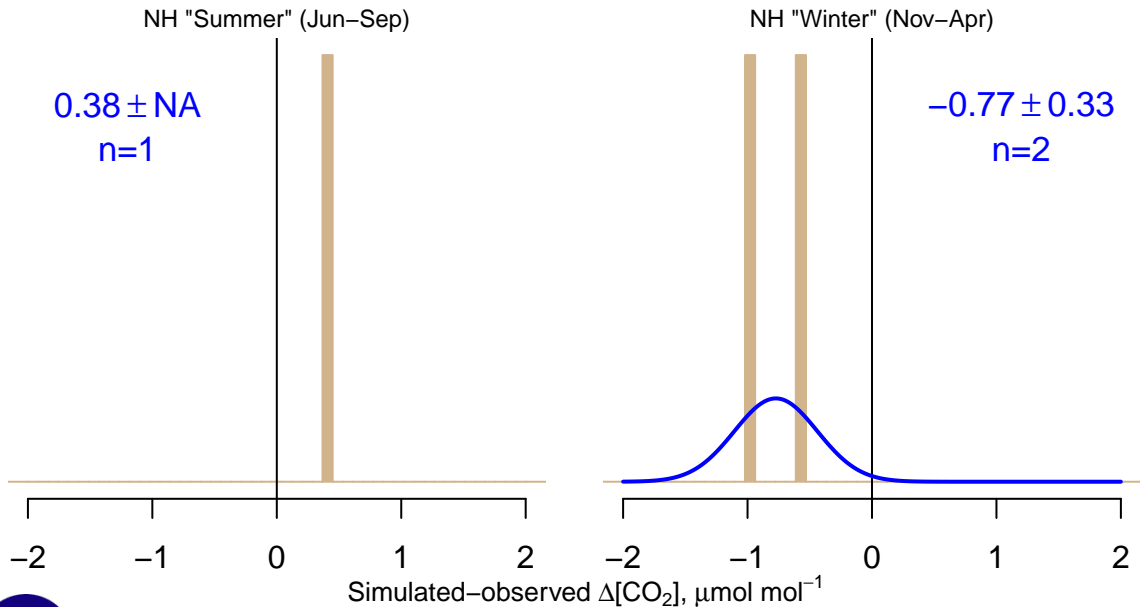 NH "Summer" (Jun−Sep)
NH "Winter" (Nov−Apr)
0.38 ± NA
n=1
−0.77 ± 0.33
n=2
−2 −1 0 1 2
−2 −1 0 1 2
Simulated−observed Δ[CO₂], μmol mol⁻¹